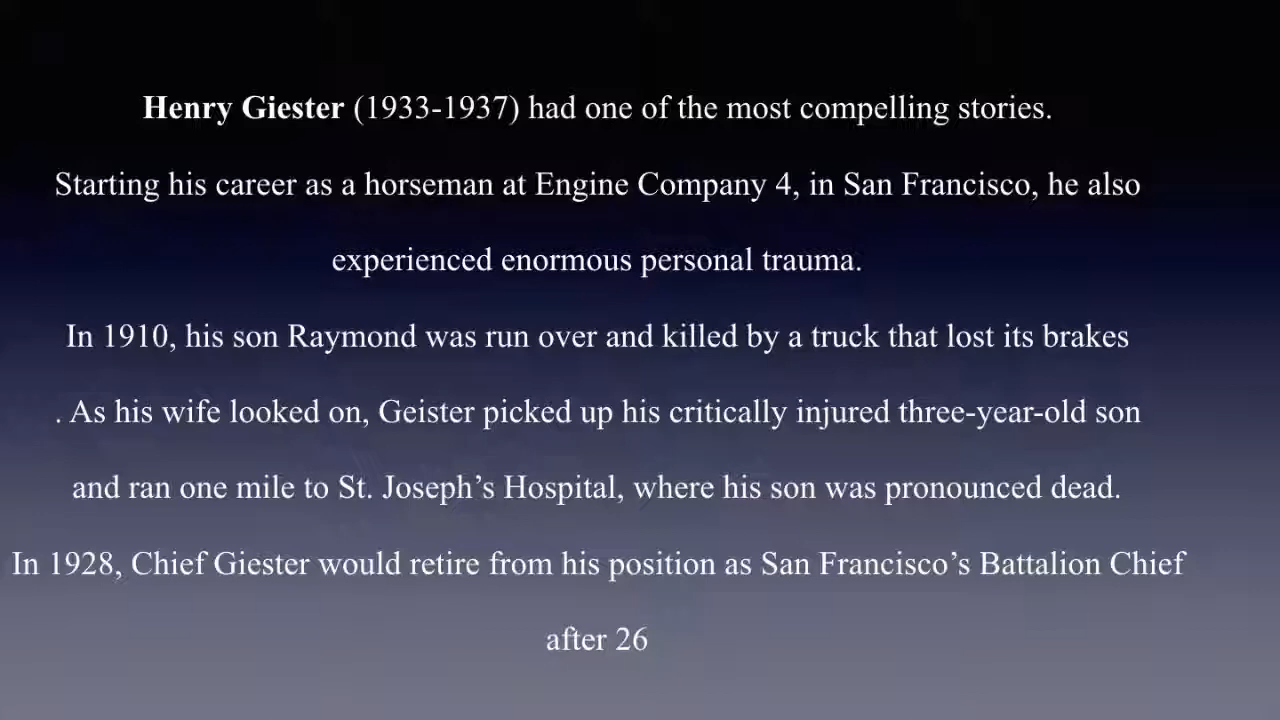 Henry Giester (1933-1937) had one of the most compelling stories.
Starting his career as a horseman at Engine Company 4, in San Francisco, he also
experienced enormous personal trauma.
In 1910, his son Raymond was run over and killed by a truck that lost its brakes
. As his wife looked on, Geister picked up his critically injured three-year-old son
and ran one mile to St. Joseph’s Hospital, where his son was pronounced dead.
In 1928, Chief Giester would retire from his position as San Francisco’s Battalion Chief
after 26